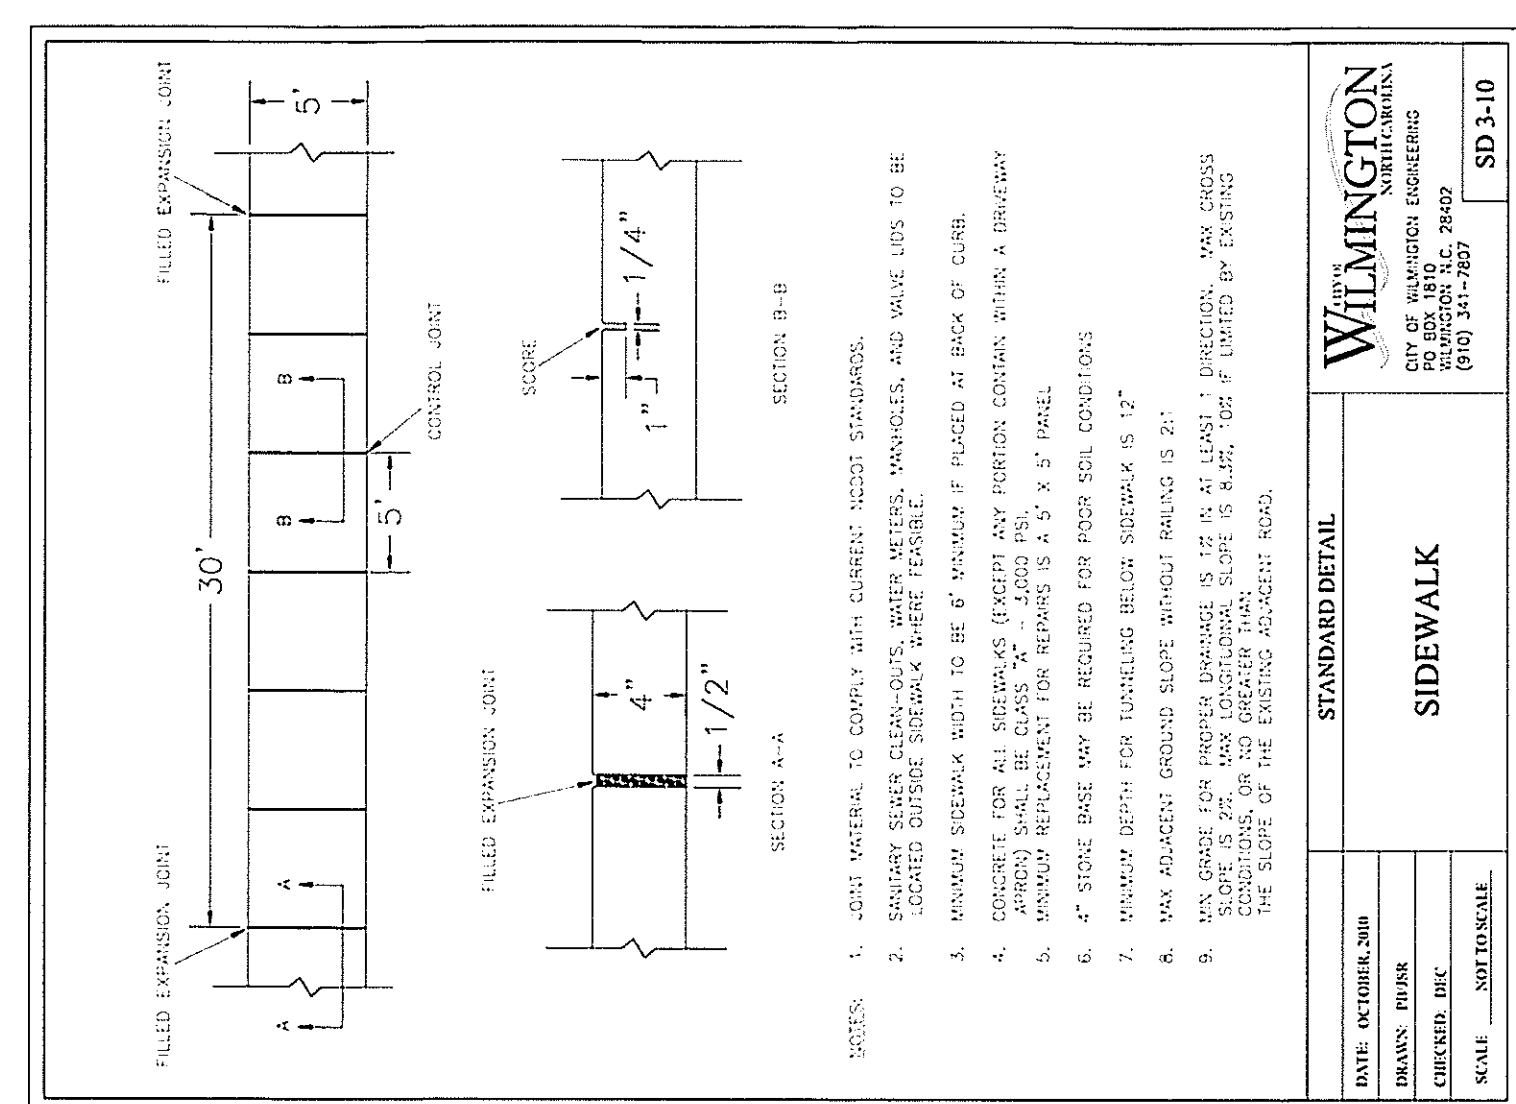 FILLED EXPANSION JOINT
FILLED EXPANSION JOINT
30'
5'
A
A
B
B
5'
CONTROL JOINT
FILLED EXPANSION JOINT
4"
1/2"
SECTION A-A
SCORE
1"
1/4"
SECTION B-B
NOTES:
1. JOINT MATERIAL TO COMPLY WITH CURRENT NCDOT STANDARDS.
2. SANITARY SEWER CLEAN-OUTS, WATER METERS, MANHOLES, AND VALVE LIDS TO BE
LOCATED OUTSIDE SIDEWALK WHERE FEASIBLE.
3. MINIMUM SIDEWALK WIDTH TO BE 6' MINIMUM IF PLACED AT BACK OF CURB.
4. CONCRETE FOR ALL SIDEWALKS (EXCEPT ANY PORTION CONTAIN WITHIN A DRIVEWAY
APRON) SHALL BE CLASS "A" - 3,000 PSI.
5. MINIMUM REPLACEMENT FOR REPAIRS IS A 5' X 5' PANEL
6. 4" STONE BASE MAY BE REQUIRED FOR POOR SOIL CONDITIONS
7. MINIMUM DEPTH FOR TUNNELING BELOW SIDEWALK IS 12"
8. MAX ADJACENT GROUND SLOPE WITHOUT RAILING IS 2:1
9. MIN GRADE FOR PROPER DRAINAGE IS 1% IN AT LEAST 1 DIRECTION. MAX CROSS
SLOPE IS 2%. MAX LONGITUDINAL SLOPE IS 8.3%, 10% IF LIMITED BY EXISTING
CONDITIONS, OR NO GREATER THAN
THE SLOPE OF THE EXISTING ADJACENT ROAD.
DATE: OCTOBER, 2010
DRAWN: PB/JSR
CHECKED: DEC
SCALE NOT TO SCALE
STANDARD DETAIL
SIDEWALK
CITY OF
WILMINGTON
NORTH CAROLINA
CITY OF WILMINGTON ENGINEERING
PO BOX 1810
WILMINGTON N.C. 28402
(910) 341-7807
SD 3-10